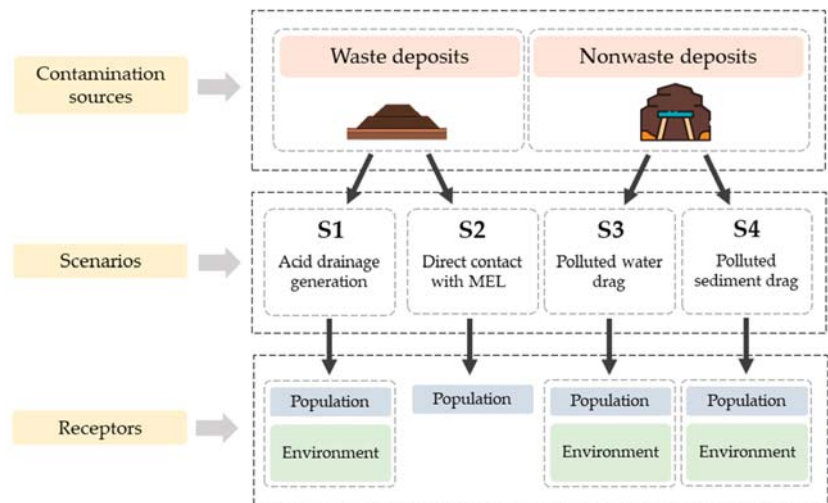 Contamination
sources
Waste deposits
Nonwaste deposits
Scenarios
S1
Acid drainage
generation
S2
Direct contact
with MEL
S3
Polluted water
drag
S4
Polluted
sediment drag
Receptors
Population
Environment
Population
Population
Environment
Population
Environment